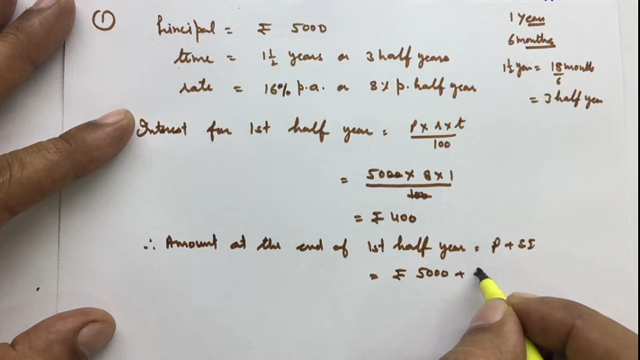 ① Principal = ₹ 5000
time = 1½ years or 3 half years
rate = 16% p.a. or 8% p. half year
1 year
6 months
1½ year = 18 month / 6
= 3 half year
Interest for 1st half year = P × r × t / 100
= 5000 × 8 × 1 / 100
= ₹ 400
∴ Amount at the end of 1st half year = P + SI
= ₹ 5000 +